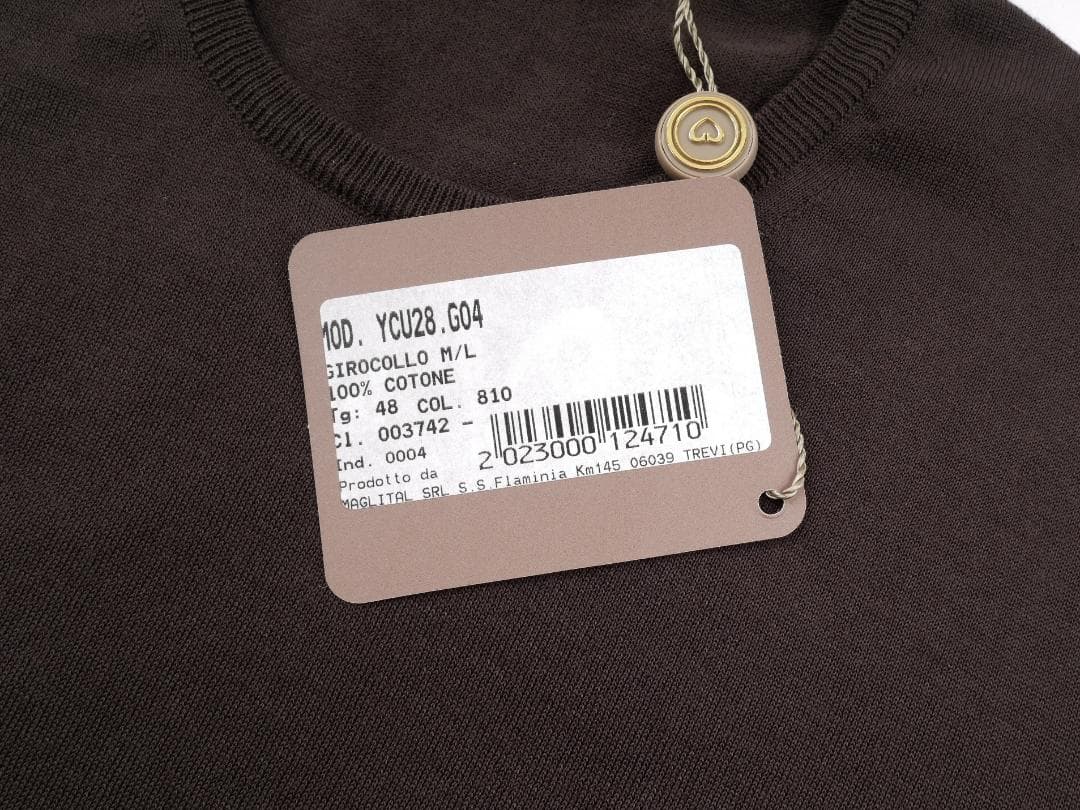 MOD. YCU28.G04
GIROCOLLO M/L
100% COTONE
Tg: 48 COL. 810
Cl. 003742 -
Ind. 0004
2 023000 124710
Prodotto da
MAGLITAL SRL S.S.Flaminia Km145 06039 TREVI(PG)